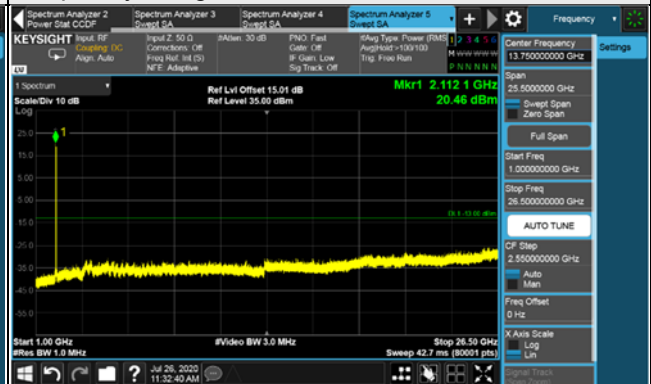 Spectrum Analyzer 2
Power Stat CCDF
Spectrum Analyzer 3
Swept SA
Spectrum Analyzer 4
Swept SA
Spectrum Analyzer 5
Swept SA
Frequency
KEYSIGHT
Input: RF
Coupling: DC
Align: Auto
Input Z: 50 Ω
Corrections: Off
Freq Ref: Int (S)
NFE: Adaptive
#Atten: 30 dB
PNO: Fast
Gate: Off
IF Gain: Low
Sig Track: Off
#Avg Type: Power (RMS
Avg|Hold:>100/100
Trig: Free Run
1 2 3 4 5 6
M W W W W W
P N N N N N
LXI
1 Spectrum
Scale/Div 10 dB
Log
Ref Lvl Offset 15.01 dB
Ref Level 35.00 dBm
Mkr1 2.112 1 GHz
20.46 dBm
25.0
15.0
5.00
-5.00
-15.0
-25.0
-35.0
-45.0
-55.0
1
DL1 -13.00 dBm
Start 1.00 GHz
#Res BW 1.0 MHz
#Video BW 3.0 MHz
Stop 26.50 GHz
Sweep 42.7 ms (80001 pts)
Center Frequency
13.750000000 GHz
Settings
Span
25.5000000 GHz
Swept Span
Zero Span
Full Span
Start Freq
1.000000000 GHz
Stop Freq
26.500000000 GHz
AUTO TUNE
CF Step
2.550000000 GHz
Auto
Man
Freq Offset
0 Hz
X Axis Scale
Log
Lin
Signal Track
(Span Zoom)
?
Jul 26, 2020
11:32:40 AM